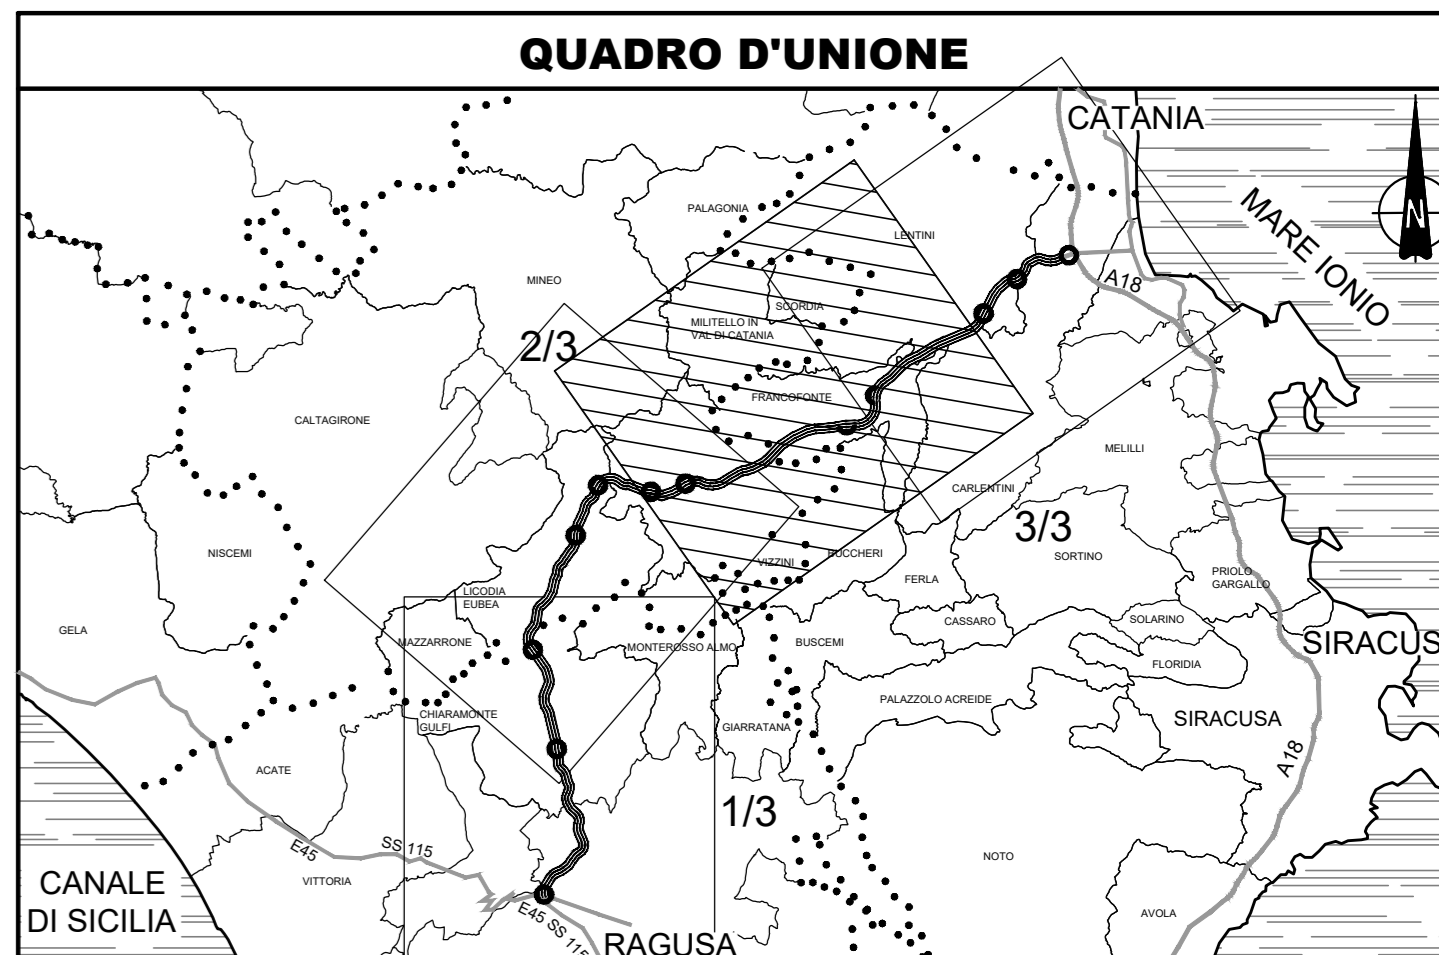 QUADRO D'UNIONE
CATANIA
N
MARE IONIO
PALAGONIA
LENTINI
MINEO
A18
SCORDIA
MILITELLO IN
VAL DI CATANIA
2/3
FRANCOFONTE
CALTAGIRONE
MELILLI
CARLENTINI
3/3
NISCEMI
VIZZINI
BUCCHERI
SORTINO
FERLA
PRIOLO
GARGALLO
LICODIA
EUBEA
GELA
CASSARO
SOLARINO
MAZZARRONE
MONTEROSSO ALMO
BUSCEMI
SIRACUS
FLORIDIA
PALAZZOLO ACREIDE
CHIARAMONTE
GULFI
GIARRATANA
SIRACUSA
A18
ACATE
1/3
E45
SS 115
NOTO
VITTORIA
CANALE
DI SICILIA
AVOLA
E45 SS 115
RAGUSA